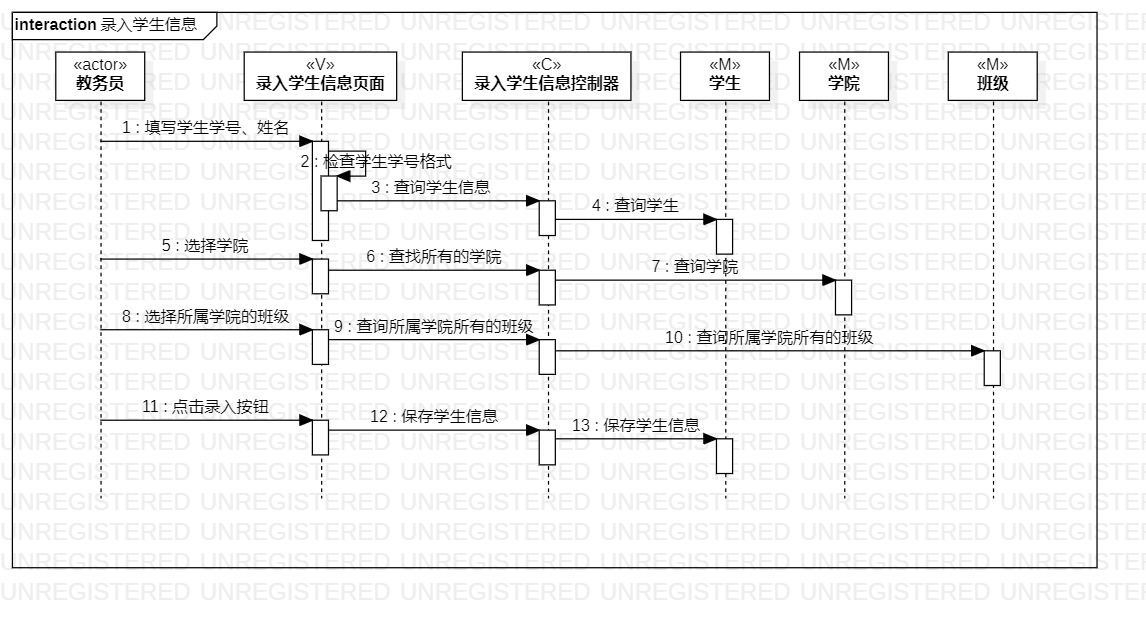 interaction 录入学生信息
«actor»
教务员
«V»
录入学生信息页面
«C»
录入学生信息控制器
«M»
学生
«M»
学院
«M»
班级
1 : 填写学生学号、姓名
2 : 检查学生学号格式
3 : 查询学生信息
4 : 查询学生
5 : 选择学院
6 : 查找所有的学院
7 : 查询学院
8 : 选择所属学院的班级
9 : 查询所属学院所有的班级
10 : 查询所属学院所有的班级
11 : 点击录入按钮
12 : 保存学生信息
13 : 保存学生信息
UNREGISTERED